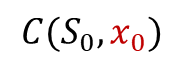 C(S₀, x₀)